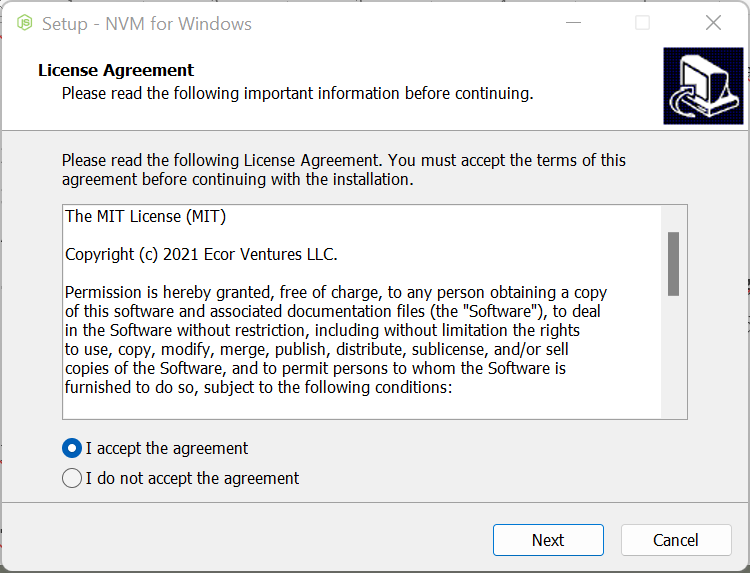 Setup - NVM for Windows
License Agreement
Please read the following important information before continuing.
Please read the following License Agreement. You must accept the terms of this
agreement before continuing with the installation.
The MIT License (MIT)
Copyright (c) 2021 Ecor Ventures LLC.
Permission is hereby granted, free of charge, to any person obtaining a copy
of this software and associated documentation files (the "Software"), to deal
in the Software without restriction, including without limitation the rights
to use, copy, modify, merge, publish, distribute, sublicense, and/or sell
copies of the Software, and to permit persons to whom the Software is
furnished to do so, subject to the following conditions:
I accept the agreement
I do not accept the agreement
Next
Cancel